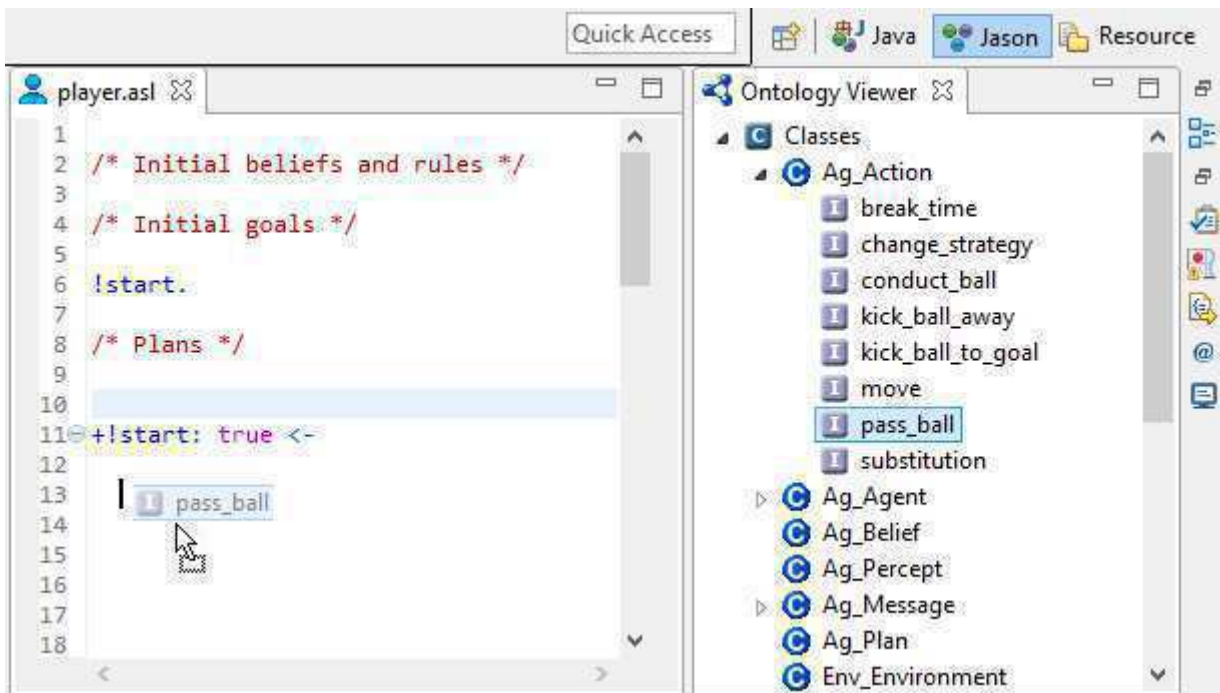 Quick Access
Java
Jason
Resource
player.asl
1
2 /* Initial beliefs and rules */
3
4 /* Initial goals */
5
6 !start.
7
8 /* Plans */
9
10
11 +!start: true <-
12
13
pass_ball
14
15
16
17
18
Ontology Viewer
Classes
Ag_Action
break_time
change_strategy
conduct_ball
kick_ball_away
kick_ball_to_goal
move
pass_ball
substitution
Ag_Agent
Ag_Belief
Ag_Percept
Ag_Message
Ag_Plan
Env_Environment